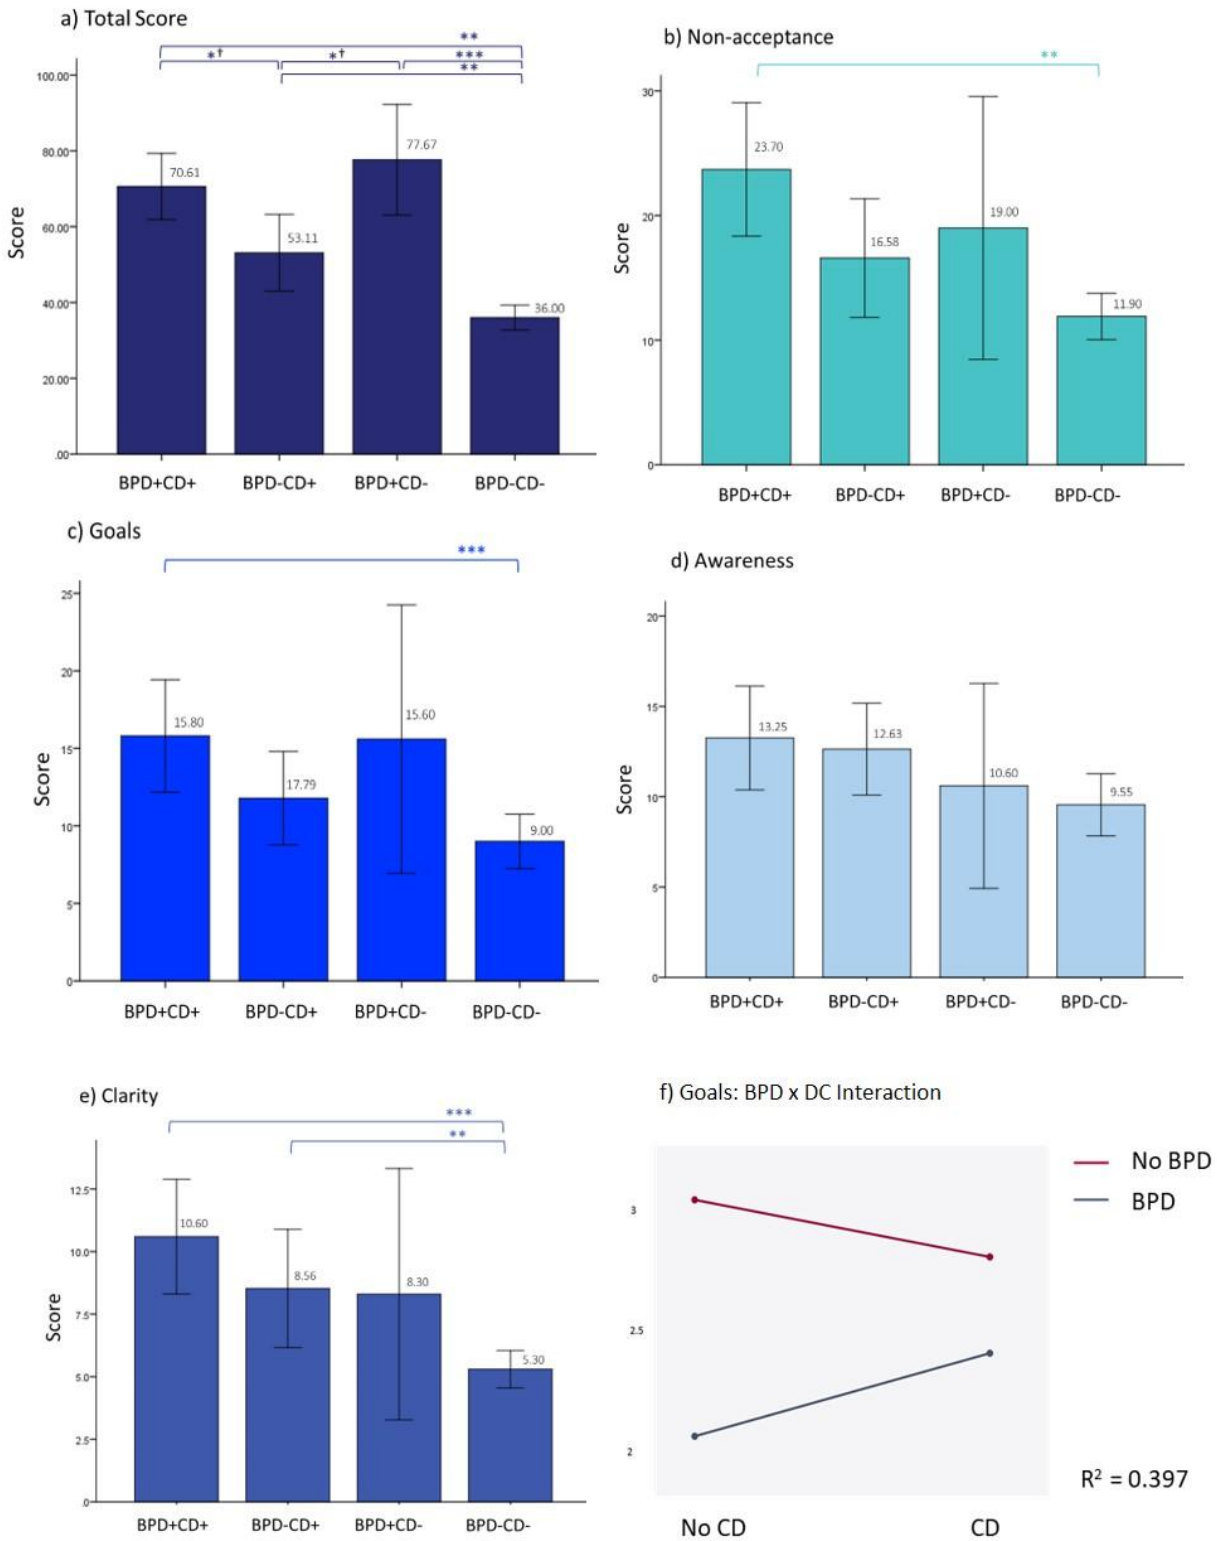 a) Total Score
**
*† *† ***
**
100.00
80.00
60.00
40.00
20.00
.00
Score
70.61
53.11
77.67
36.00
BPD+CD+ BPD-CD+ BPD+CD- BPD-CD-
b) Non-acceptance
**
30
20
10
0
Score
23.70
16.58
19.00
11.90
BPD+CD+ BPD-CD+ BPD+CD- BPD-CD-
c) Goals
***
25
20
15
10
5
0
Score
15.80
17.79
15.60
9.00
BPD+CD+ BPD-CD+ BPD+CD- BPD-CD-
d) Awareness
20
15
10
5
0
Score
13.25
12.63
10.60
9.55
BPD+CD+ BPD-CD+ BPD+CD- BPD-CD-
e) Clarity
***
**
12.5
10.0
7.5
5.0
2.5
.0
Score
10.60
8.56
8.30
5.30
BPD+CD+ BPD-CD+ BPD+CD- BPD-CD-
f) Goals: BPD x DC Interaction
3
2.5
2
No BPD
BPD
R² = 0.397
No CD CD